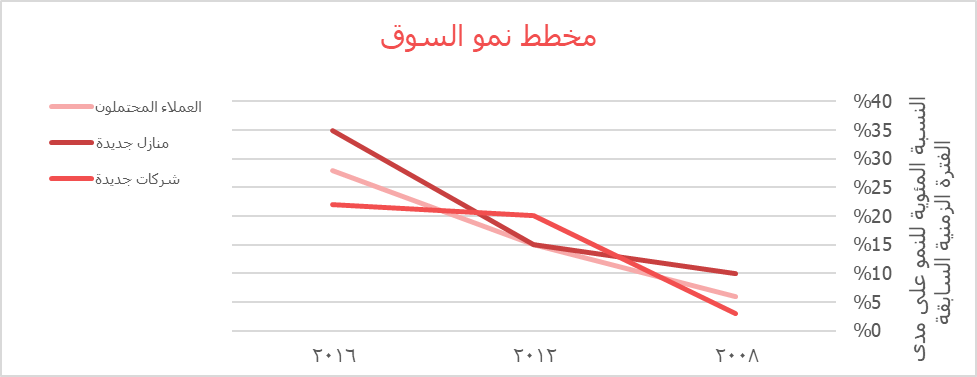 مخطط نمو السوق
العملاء المحتملون
منازل جديدة
شركات جديدة
%40
%35
%30
%25
%20
%15
%10
%5
%0
النسبة المئوية للنمو على مدى
الفترة الزمنية السابقة
٢٠٠٨
٢٠١٢
٢٠١٦